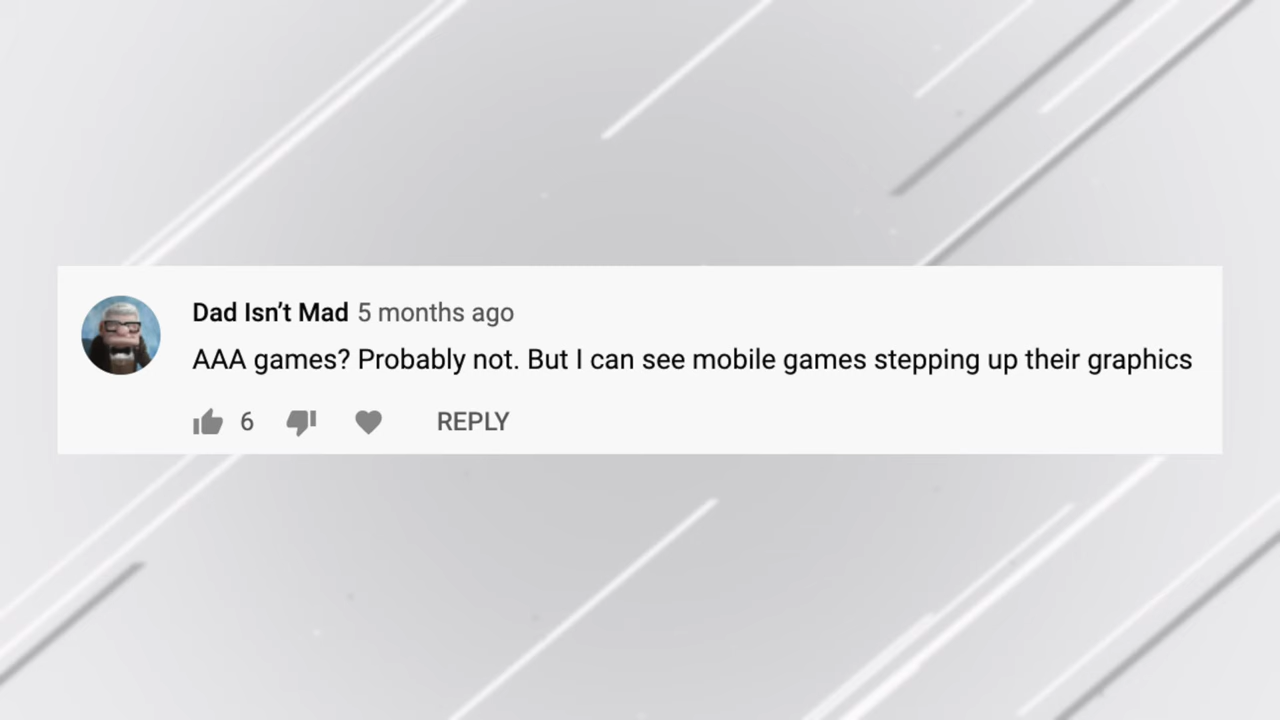 Dad Isn’t Mad 5 months ago
AAA games? Probably not. But I can see mobile games stepping up their graphics
6 REPLY